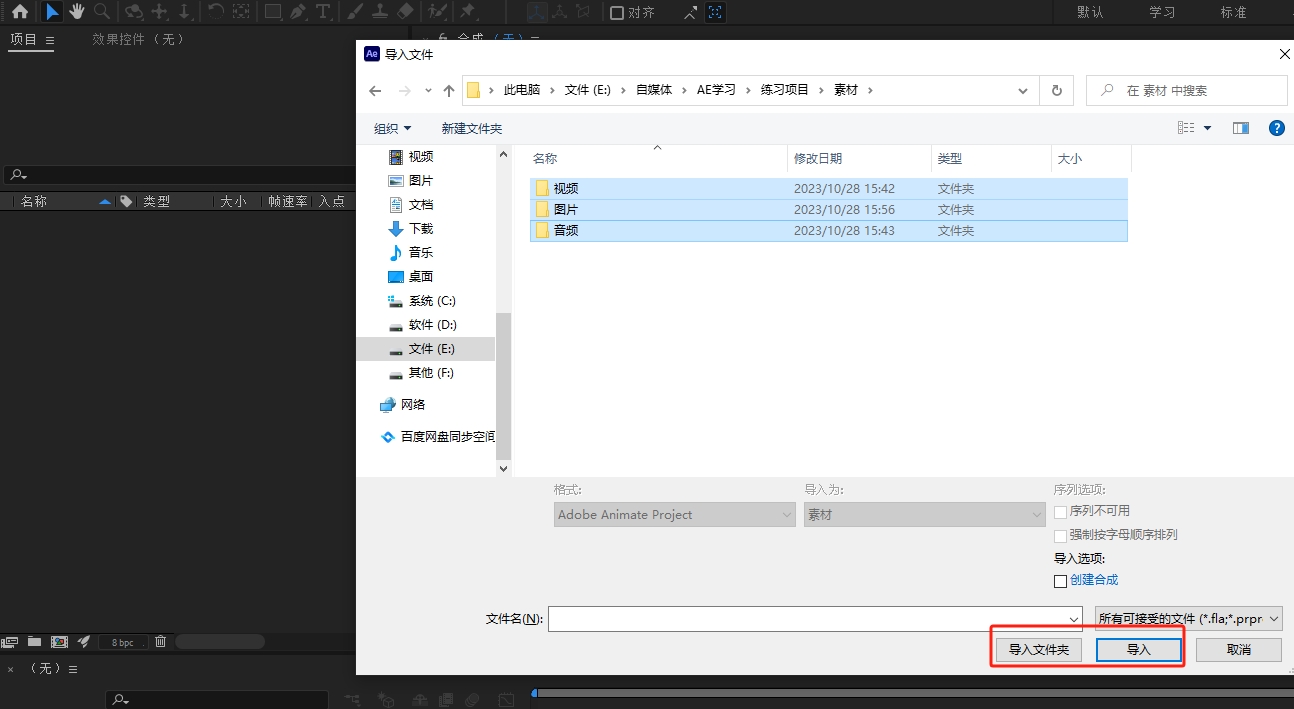 T
对齐
默认 学习 标准
项目 效果控件（无）
合成（无）
Ae 导入文件
此电脑 文件 (E:) 自媒体 AE学习 练习项目 素材
在 素材 中搜索
组织 新建文件夹
?
视频
图片
文档
下载
音乐
桌面
系统 (C:)
软件 (D:)
文件 (E:)
其他 (F:)
网络
百度网盘同步空间
名称 修改日期 类型 大小
视频 2023/10/28 15:42 文件夹
图片 2023/10/28 15:56 文件夹
音频 2023/10/28 15:43 文件夹
名称 类型 大小 帧速率 入点
格式: 导入为: 序列选项:
Adobe Animate Project 素材 序列不可用
强制按字母顺序排列
导入选项:
创建合成
文件名(N): 所有可接受的文件 (*.fla;*.prpr
导入文件夹 导入 取消
8 bpc
（无）